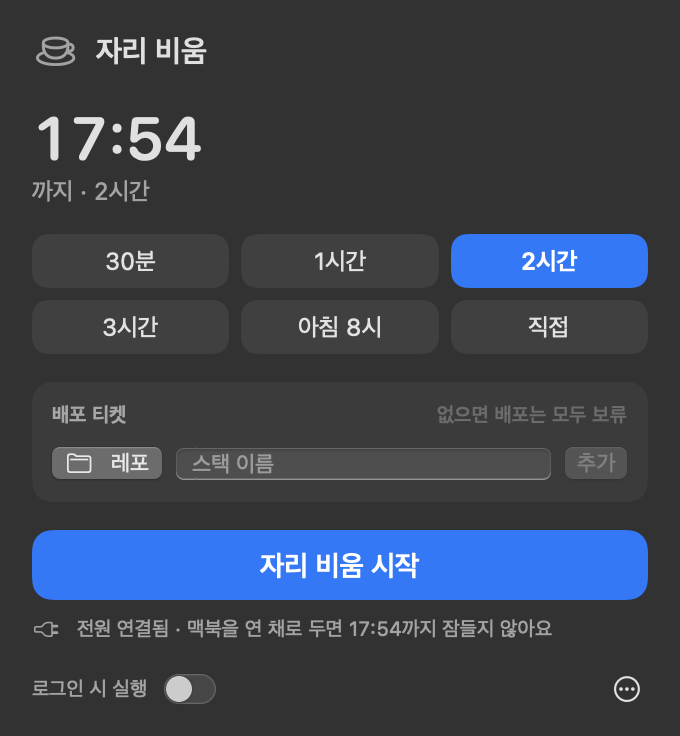 자리 비움
17:54
까지 · 2시간
30분 1시간 2시간
3시간 아침 8시 직접
배포 티켓 없으면 배포는 모두 보류
레포 스택 이름 추가
자리 비움 시작
전원 연결됨 · 맥북을 연 채로 두면 17:54까지 잠들지 않아요
로그인 시 실행